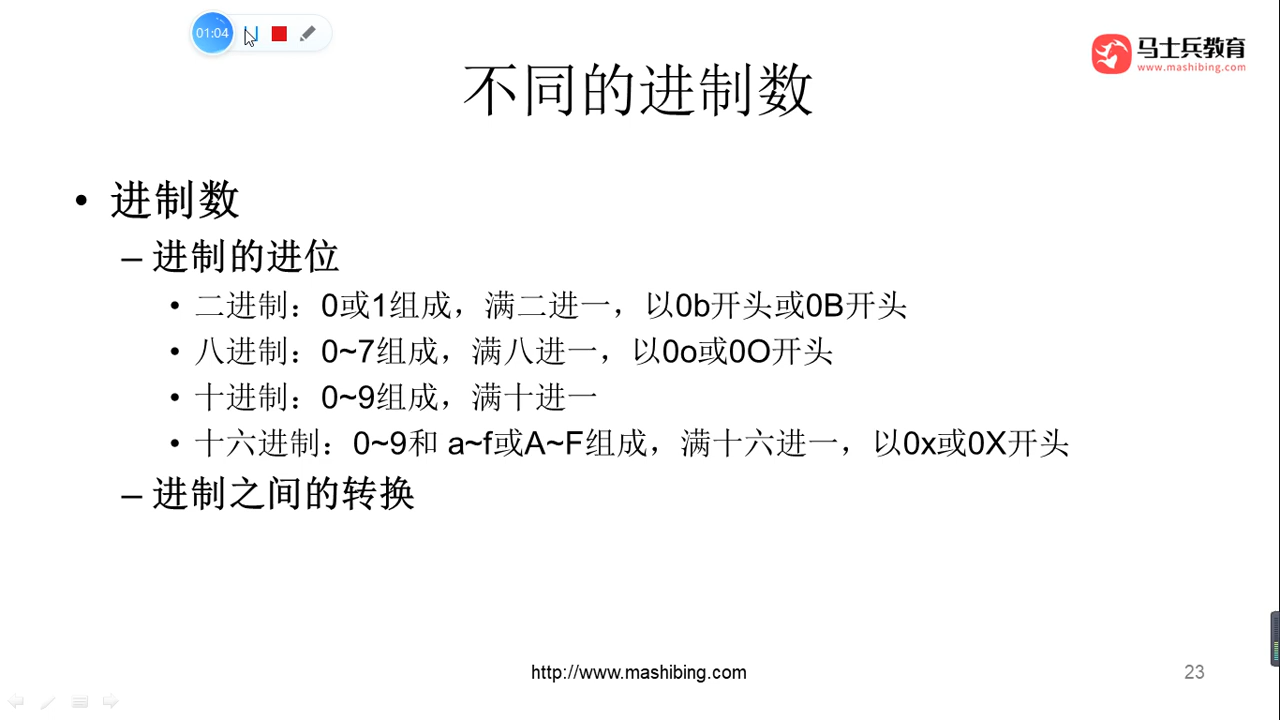 01:04
马士兵教育
www.mashibing.com
不同的进制数
• 进制数
– 进制的进位
• 二进制：0或1组成，满二进一，以0b开头或0B开头
• 八进制：0~7组成，满八进一，以0o或0O开头
• 十进制：0~9组成，满十进一
• 十六进制：0~9和 a~f或A~F组成，满十六进一，以0x或0X开头
– 进制之间的转换
http://www.mashibing.com
23